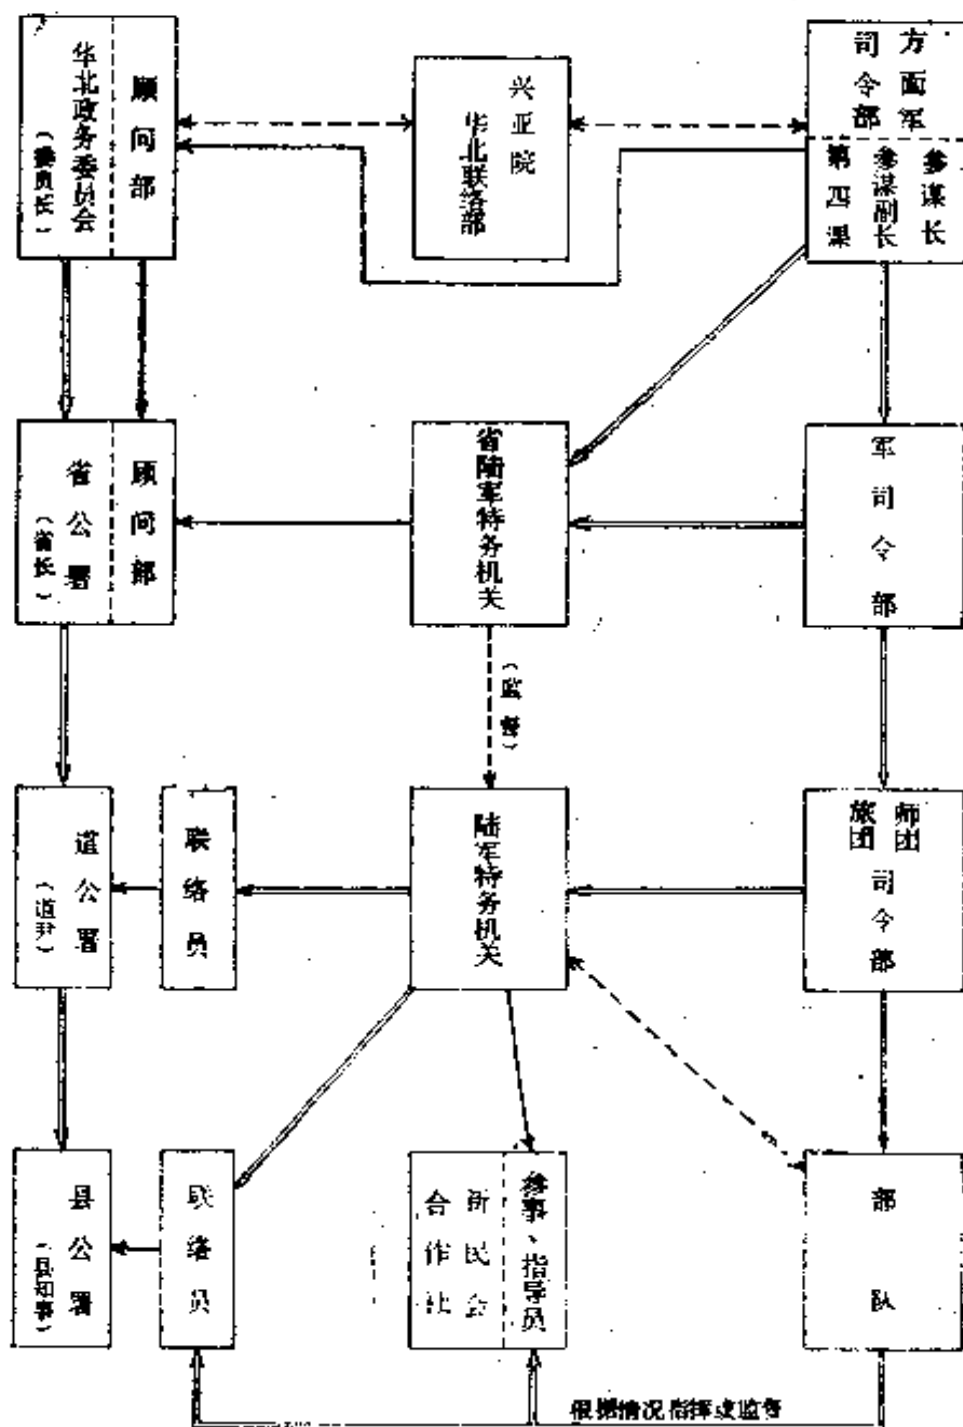 方面军
司令部
参谋长
参谋副长
第四课
兴亚院
华北联络部
顾问部
华北政务委员会
(委员长)
军司令部
省陆军特务机关
顾问部
省公署
(省长)
(监督)
师团
旅团
司令部
陆军特务机关
联络员
道公署
(道尹)
部队
参事、指导员
新民会
合作社
联络员
县公署
(县知事)
根据情况指挥或监督